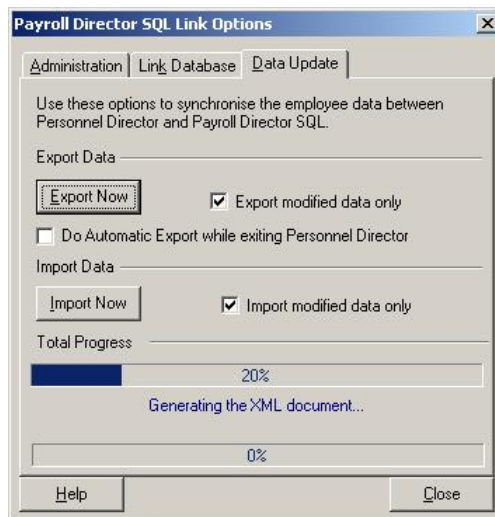 Payroll Director SQL Link Options
Administration Link Database Data Update
Use these options to synchronise the employee data between
Personnel Director and Payroll Director SQL.
Export Data
Export Now Export modified data only
Do Automatic Export while exiting Personnel Director
Import Data
Import Now Import modified data only
Total Progress
20%
Generating the XML document...
0%
Help Close